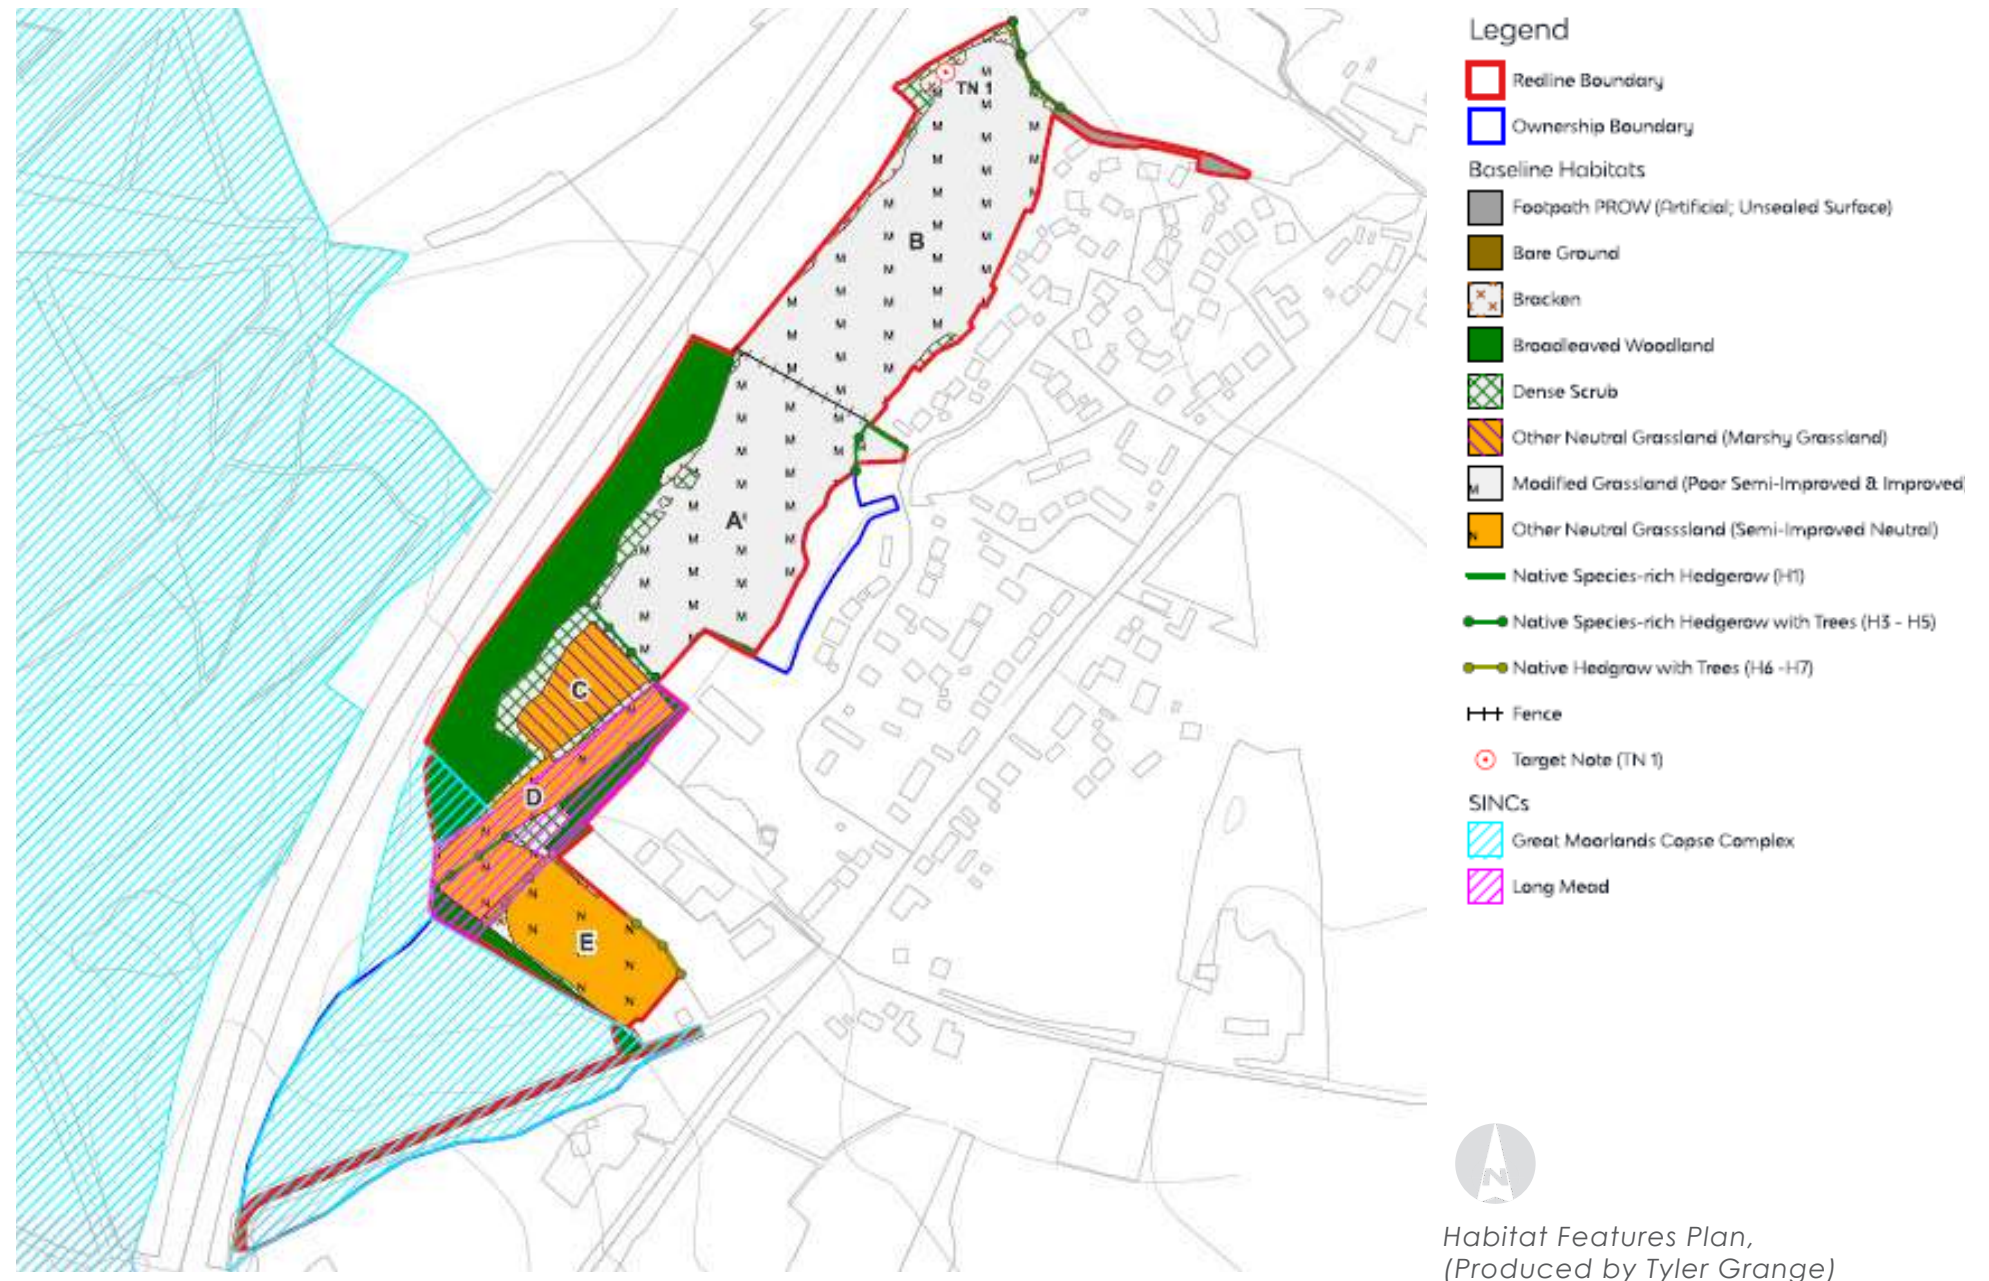 Legend
Redline Boundary
Ownership Boundary
Baseline Habitats
Footpath PROW (Artificial; Unsealed Surface)
Bare Ground
Bracken
Broadleaved Woodland
Dense Scrub
Other Neutral Grassland (Marshy Grassland)
M Modified Grassland (Poor Semi-Improved & Improved)
N Other Neutral Grasssland (Semi-Improved Neutral)
Native Species-rich Hedgerow (H1)
Native Species-rich Hedgerow with Trees (H3 - H5)
Native Hedgrow with Trees (H6 -H7)
Fence
Target Note (TN 1)
SINCs
Great Moorlands Copse Complex
Long Mead
TN 1
B
A
C
D
E
N
Habitat Features Plan,
(Produced by Tyler Grange)